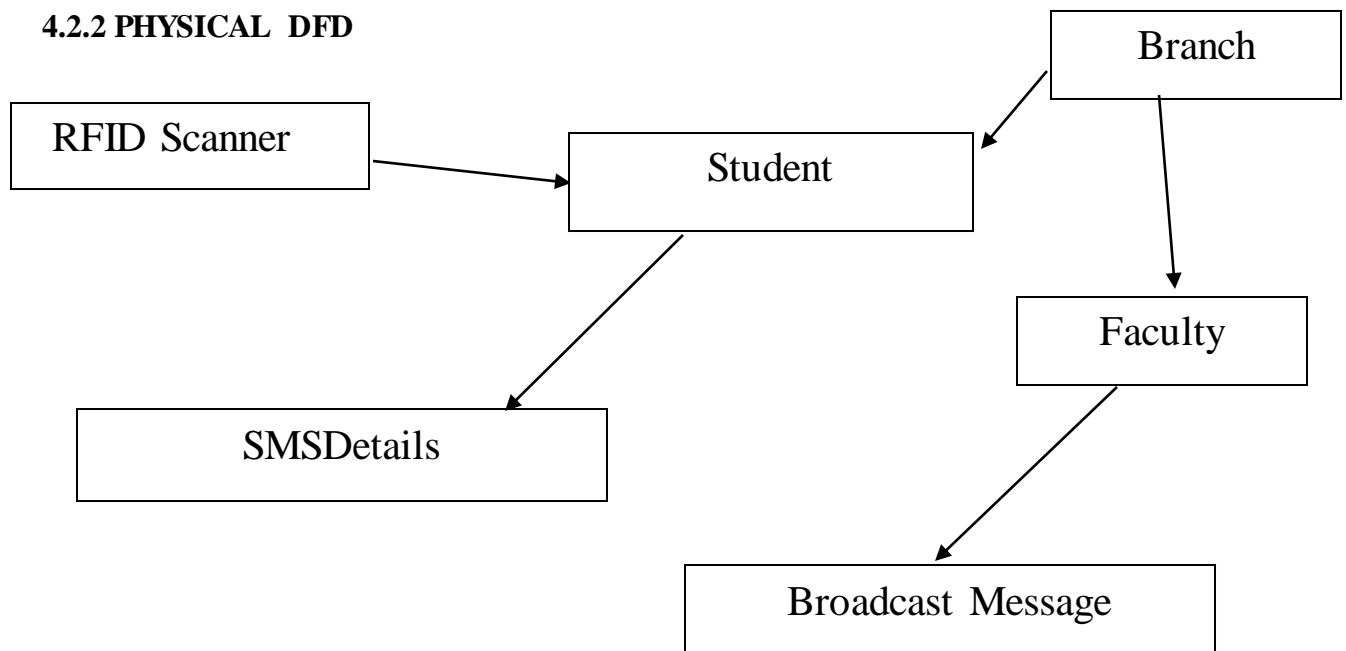 4.2.2 PHYSICAL DFD
Branch
RFID Scanner
Student
Faculty
SMSDetails
Broadcast Message